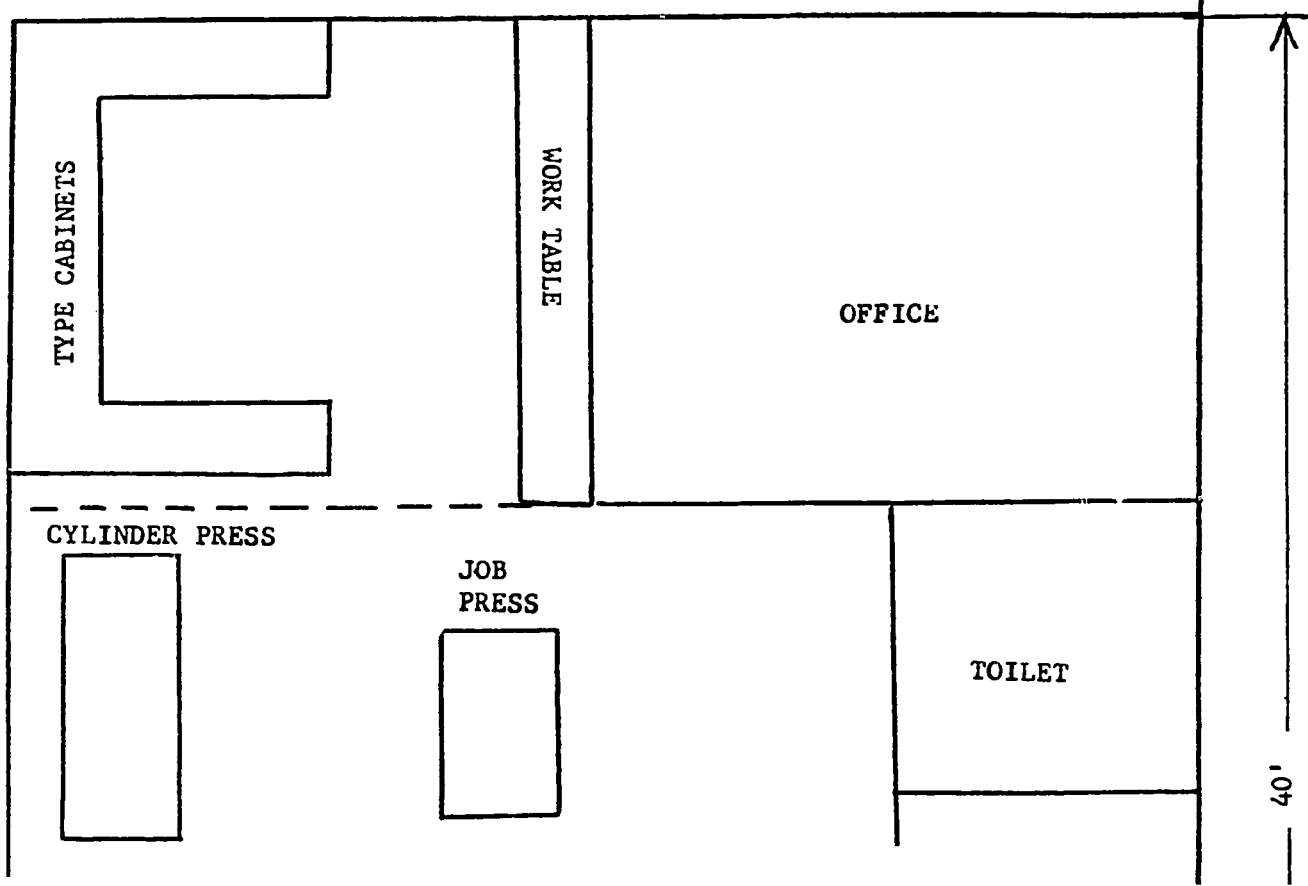 TYPE CABINETS
WORK TABLE
OFFICE
CYLINDER PRESS
JOB
PRESS
TOILET
40'